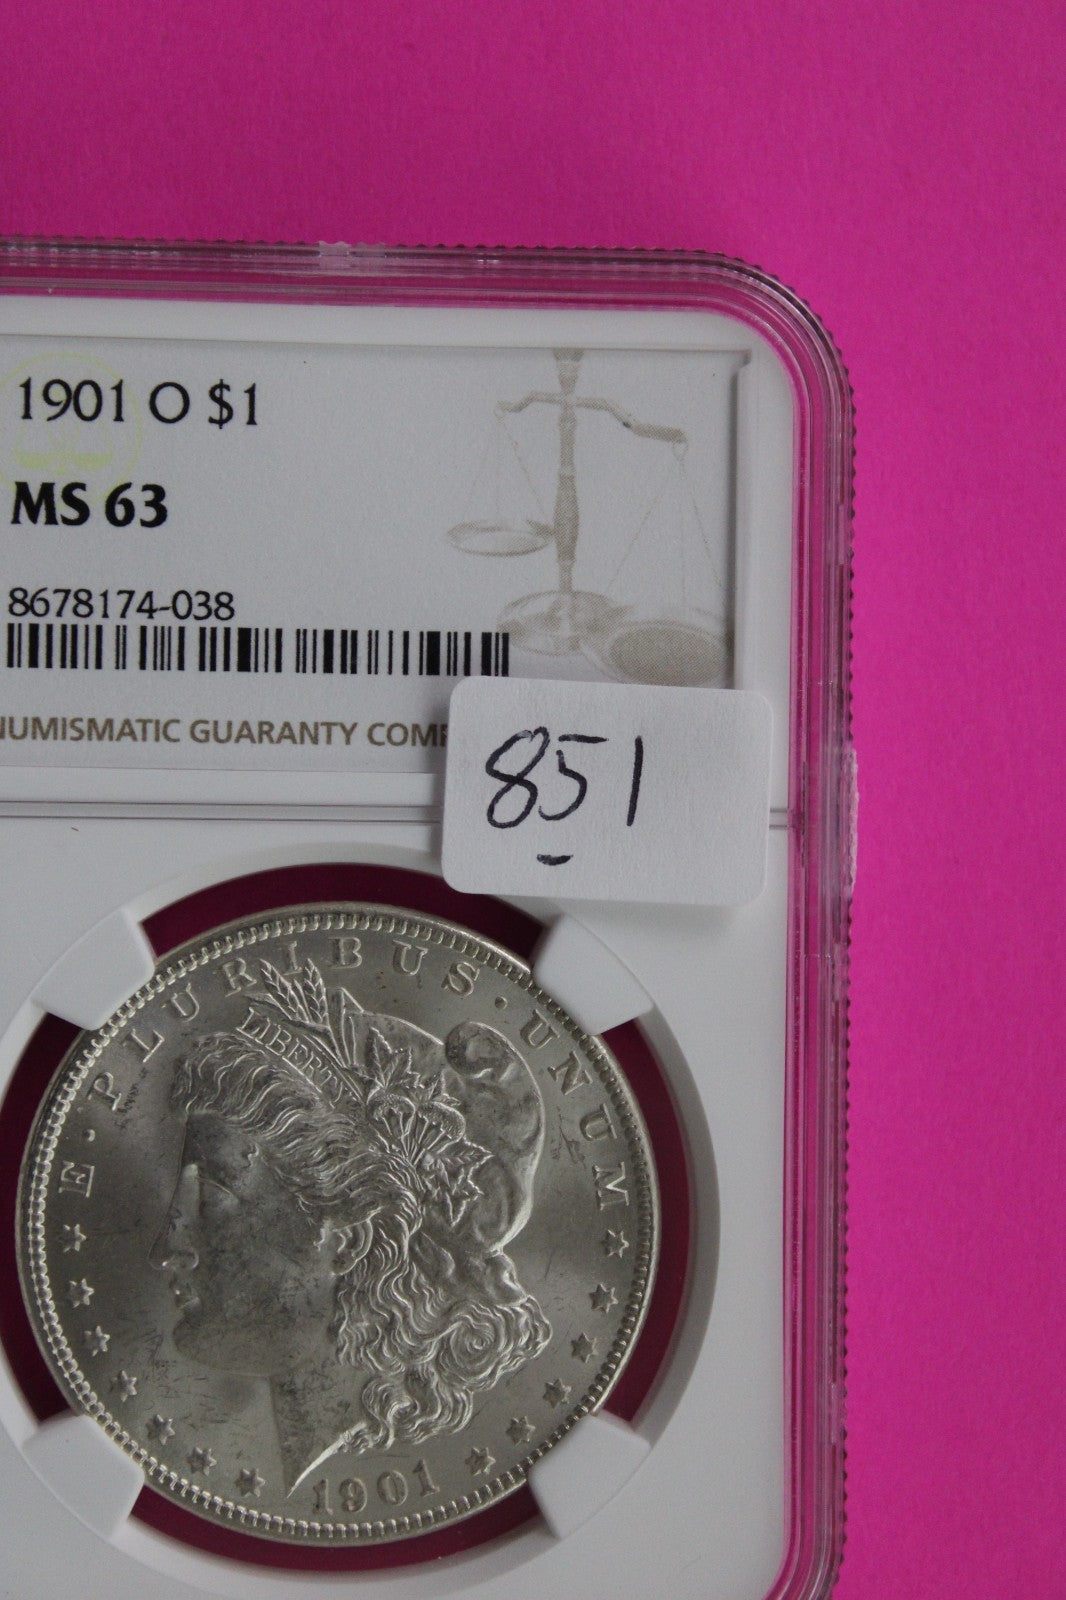 1901 O $1
MS 63
8678174-038
NUMISMATIC GUARANTY COMP
851
E · PLURIBUS · UNUM
LIBERTY
1901